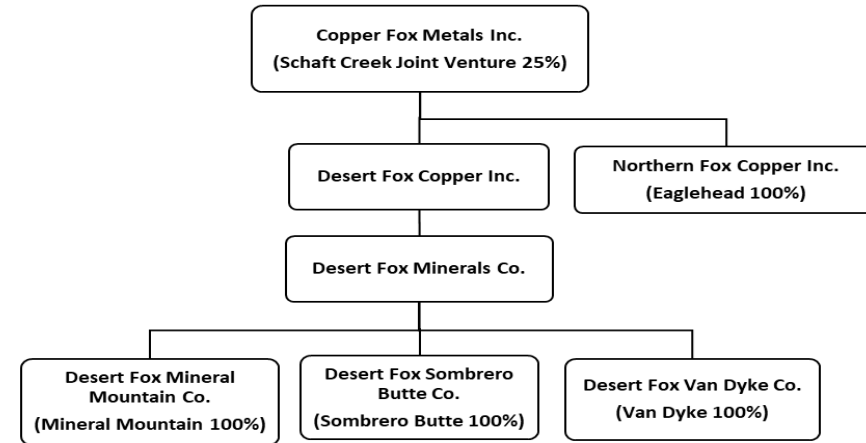 Copper Fox Metals Inc.
(Schaft Creek Joint Venture 25%)
Desert Fox Copper Inc.
Northern Fox Copper Inc.
(Eaglehead 100%)
Desert Fox Minerals Co.
Desert Fox Mineral
Mountain Co.
(Mineral Mountain 100%)
Desert Fox Sombrero
Butte Co.
(Sombrero Butte 100%)
Desert Fox Van Dyke Co.
(Van Dyke 100%)